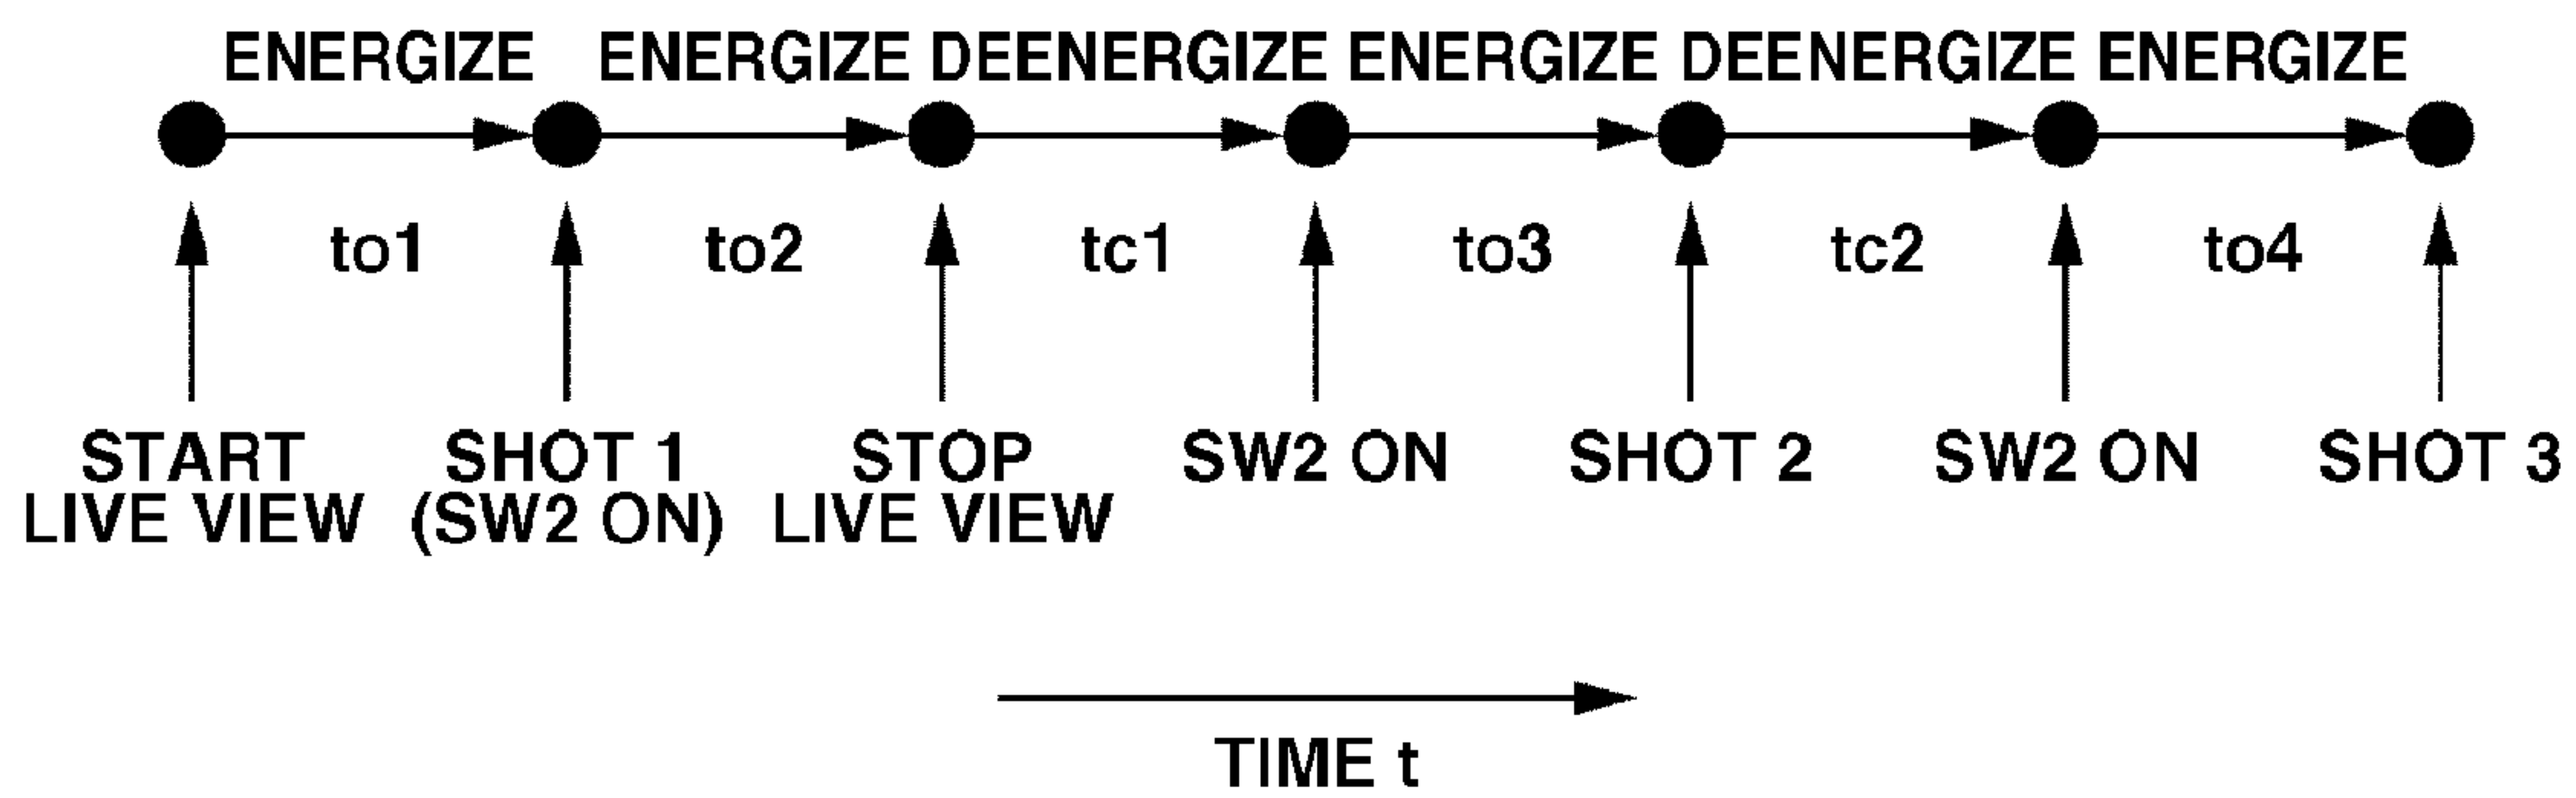 ENERGIZE ENERGIZE DEENERGIZE ENERGIZE DEENERGIZE ENERGIZE
to1 to2 tc1 to3 tc2 to4
START LIVE VIEW
SHOT 1 (SW2 ON)
STOP LIVE VIEW
SW2 ON
SHOT 2
SW2 ON
SHOT 3
TIME t